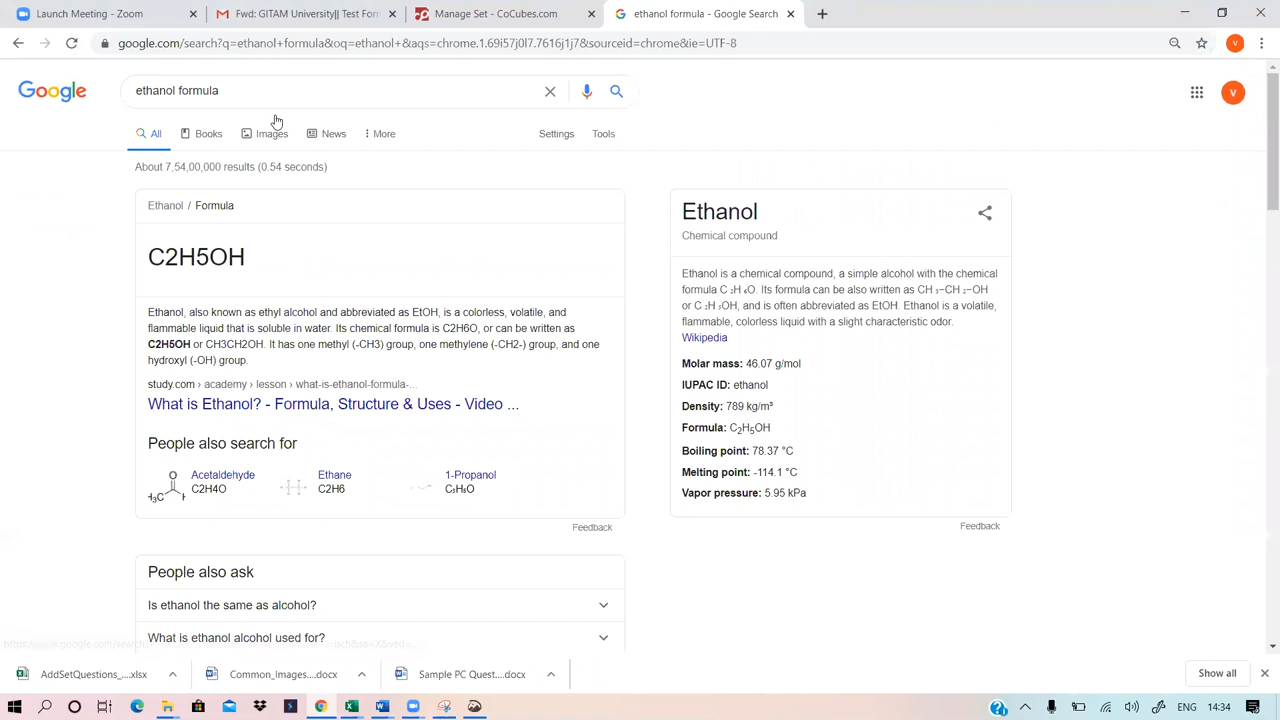 Launch Meeting - Zoom
Fwd: GITAM University|| Test For
Manage Set - CoCubes.com
ethanol formula - Google Search
google.com/search?q=ethanol+formula&oq=ethanol+&aqs=chrome.1.69i57j0l7.7616j1j7&sourceid=chrome&ie=UTF-8
V
Google
ethanol formula
V
All
Books
Images
News
More
Settings
Tools
About 7,54,00,000 results (0.54 seconds)
Ethanol / Formula
C2H5OH
Ethanol, also known as ethyl alcohol and abbreviated as EtOH, is a colorless, volatile, and
flammable liquid that is soluble in water. Its chemical formula is C2H6O, or can be written as
C2H5OH or CH3CH2OH. It has one methyl (-CH3) group, one methylene (-CH2-) group, and one
hydroxyl (-OH) group.
study.com › academy › lesson › what-is-ethanol-formula-...
What is Ethanol? - Formula, Structure & Uses - Video ...
People also search for
O
H₃C
H
Acetaldehyde
C2H4O
Ethane
C2H6
1-Propanol
C₃H₈O
Feedback
People also ask
Is ethanol the same as alcohol?
What is ethanol alcohol used for?
Ethanol
Chemical compound
Ethanol is a chemical compound, a simple alcohol with the chemical
formula C ₂H ₆O. Its formula can be also written as CH ₃−CH ₂−OH
or C ₂H ₅OH, and is often abbreviated as EtOH. Ethanol is a volatile,
flammable, colorless liquid with a slight characteristic odor.
Wikipedia
Molar mass: 46.07 g/mol
IUPAC ID: ethanol
Density: 789 kg/m³
Formula: C₂H₅OH
Boiling point: 78.37 °C
Melting point: -114.1 °C
Vapor pressure: 5.95 kPa
Feedback
AddSetQuestions_....xlsx
Common_Images....docx
Sample PC Quest....docx
Show all
ENG
14:34